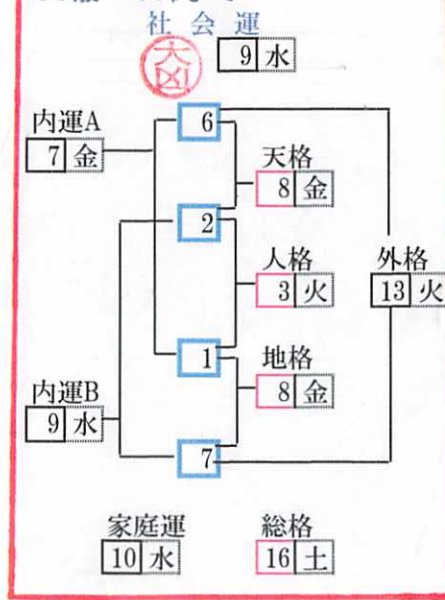 社会運
大凶
9 水
6
内運A
7 金
天格
8 金
2
人格
3 火
外格
13 火
1
地格
8 金
内運B
9 水
7
家庭運
10 水
総格
16 土